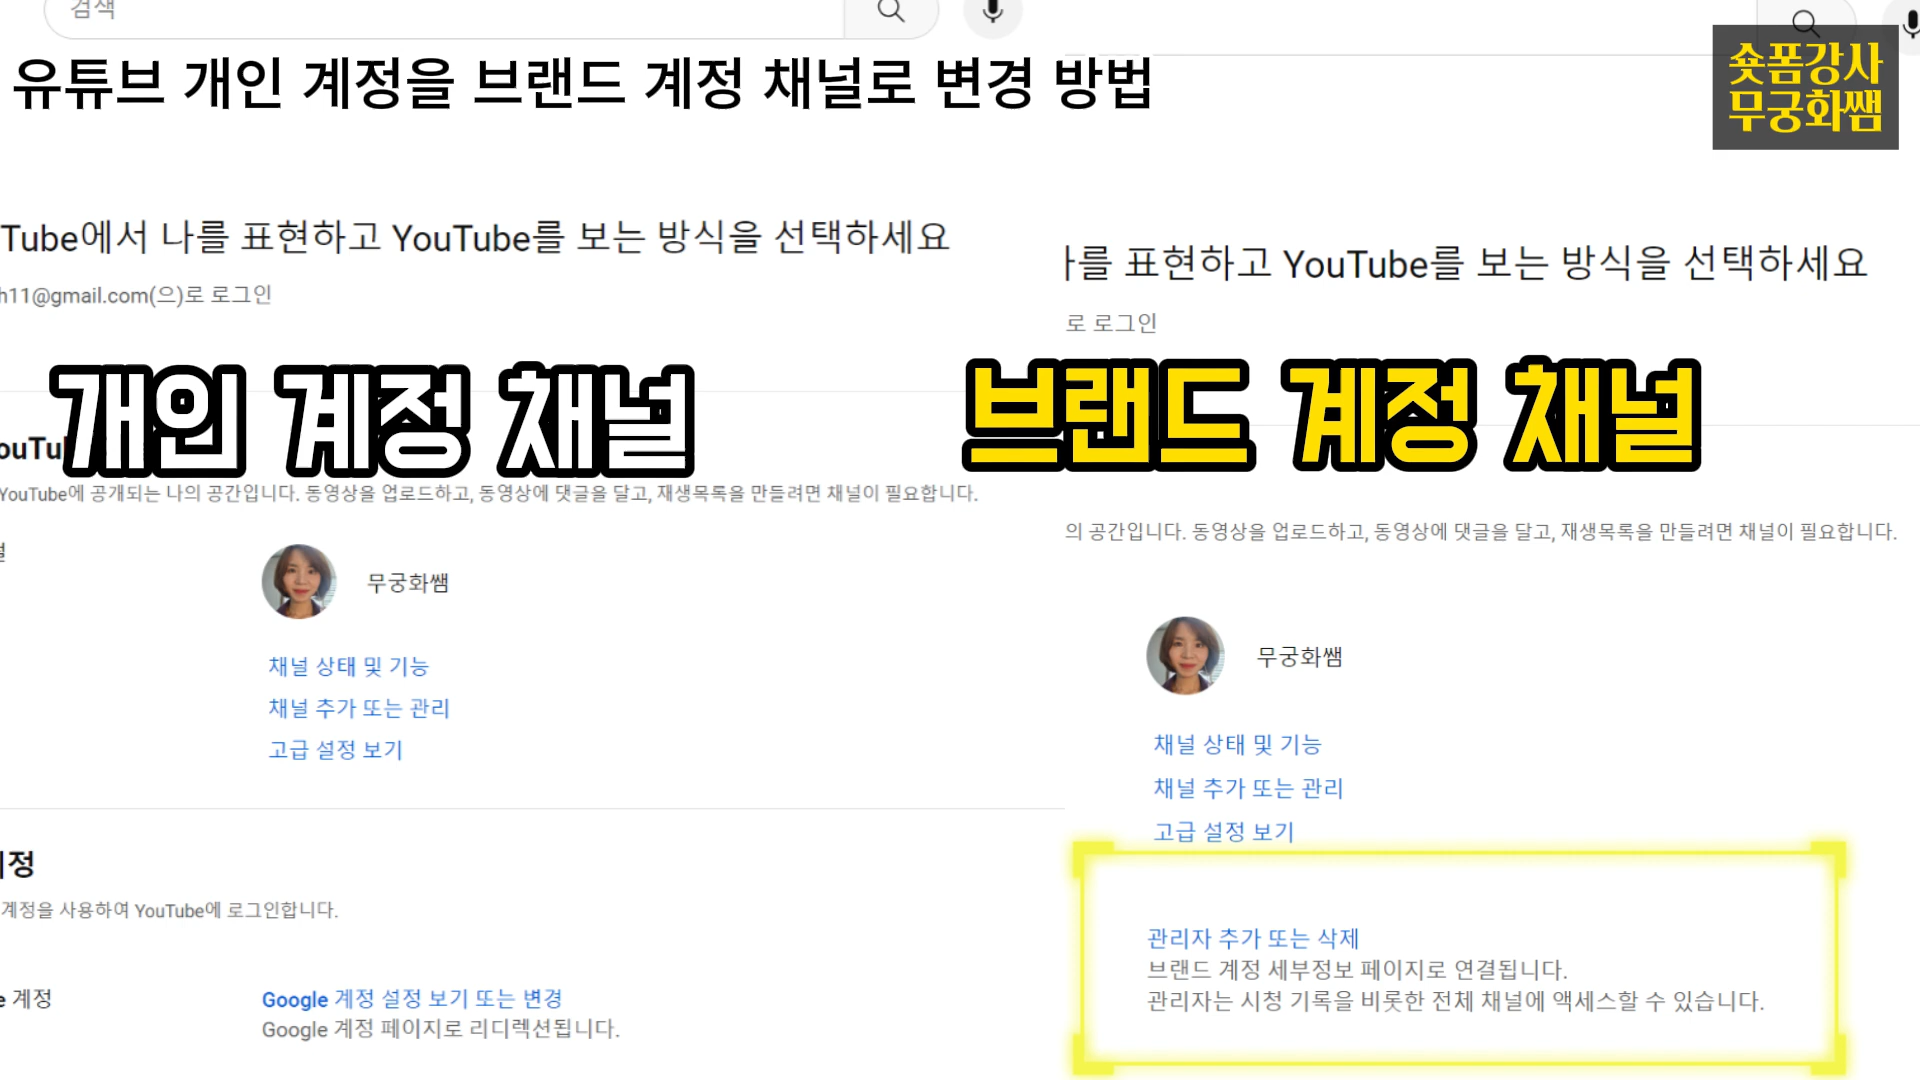 검색
유튜브 개인 계정을 브랜드 계정 채널로 변경 방법
숏폼강사
무궁화쌤
Tube에서 나를 표현하고 YouTube를 보는 방식을 선택하세요
h11@gmail.com(으)로 로그인
개인 계정 채널
ouTu
YouTube에 공개되는 나의 공간입니다. 동영상을 업로드하고, 동영상에 댓글을 달고, 재생목록을 만들려면 채널이 필요합니다.
무궁화쌤
채널 상태 및 기능
채널 추가 또는 관리
고급 설정 보기
정
계정을 사용하여 YouTube에 로그인합니다.
e 계정
Google 계정 설정 보기 또는 변경
Google 계정 페이지로 리디렉션됩니다.
를 표현하고 YouTube를 보는 방식을 선택하세요
로 로그인
브랜드 계정 채널
의 공간입니다. 동영상을 업로드하고, 동영상에 댓글을 달고, 재생목록을 만들려면 채널이 필요합니다.
무궁화쌤
채널 상태 및 기능
채널 추가 또는 관리
고급 설정 보기
관리자 추가 또는 삭제
브랜드 계정 세부정보 페이지로 연결됩니다.
관리자는 시청 기록을 비롯한 전체 채널에 액세스할 수 있습니다.